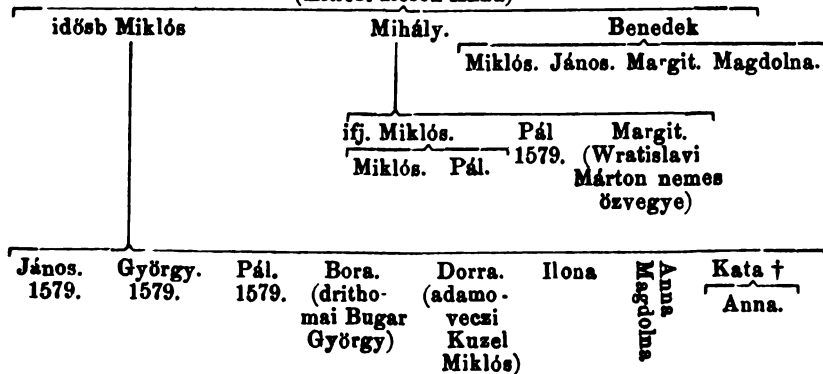 idősb Miklós Mihály. Benedek
Miklós. János. Margit. Magdolna.
ifj. Miklós. Pál Margit.
Miklós. Pál. 1579. (Wratislavi
Márton nemes
özvegye)
János. György. Pál. Bora. Dorra. Ilona Anna Magdolna Kata †
1579. 1579. 1579. (dritho- (adamo- Anna.
mai Bugar veczi
György) Kuzel
Miklós)